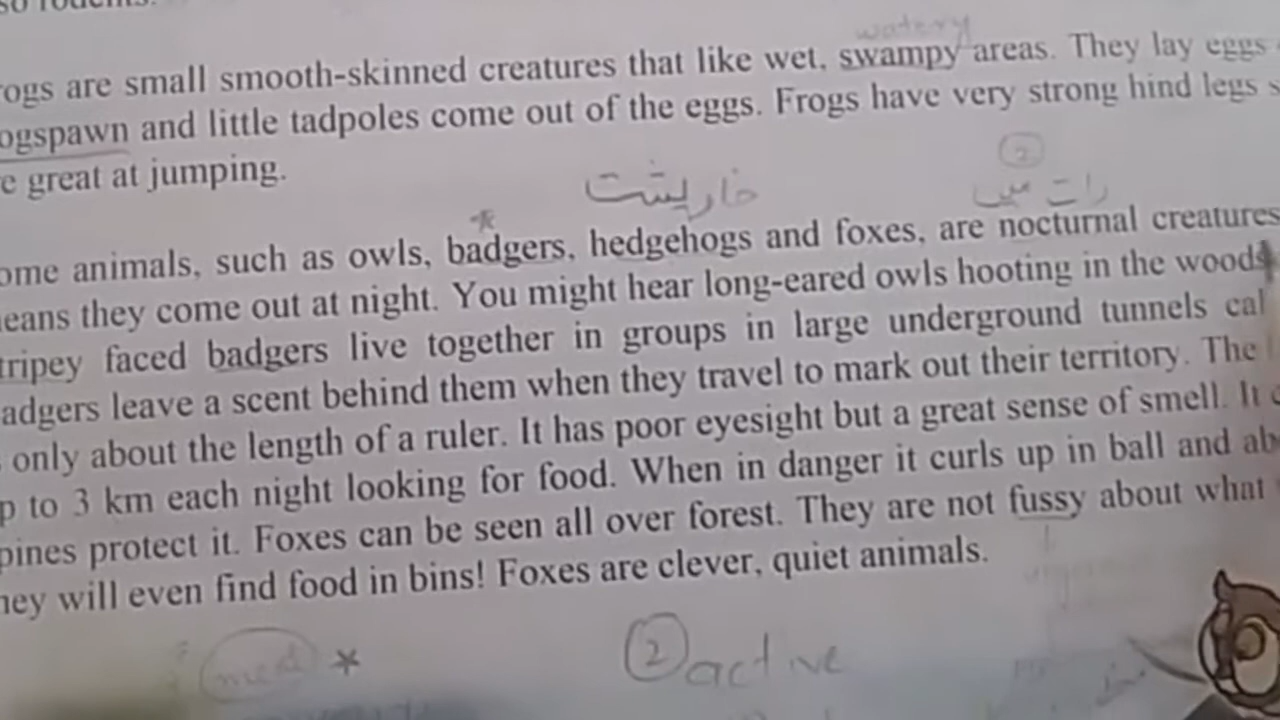 watery
ogs are small smooth-skinned creatures that like wet, swampy areas. They lay eggs
ogspawn and little tadpoles come out of the eggs. Frogs have very strong hind legs s
e great at jumping.
2
خارپشت
رات میں
ome animals, such as owls, badgers, hedgehogs and foxes, are nocturnal creatures
eans they come out at night. You might hear long-eared owls hooting in the woods
tripey faced badgers live together in groups in large underground tunnels cal
adgers leave a scent behind them when they travel to mark out their territory. The
only about the length of a ruler. It has poor eyesight but a great sense of smell. It
p to 3 km each night looking for food. When in danger it curls up in ball and ab
pines protect it. Foxes can be seen all over forest. They are not fussy about what
hey will even find food in bins! Foxes are clever, quiet animals.
2 active